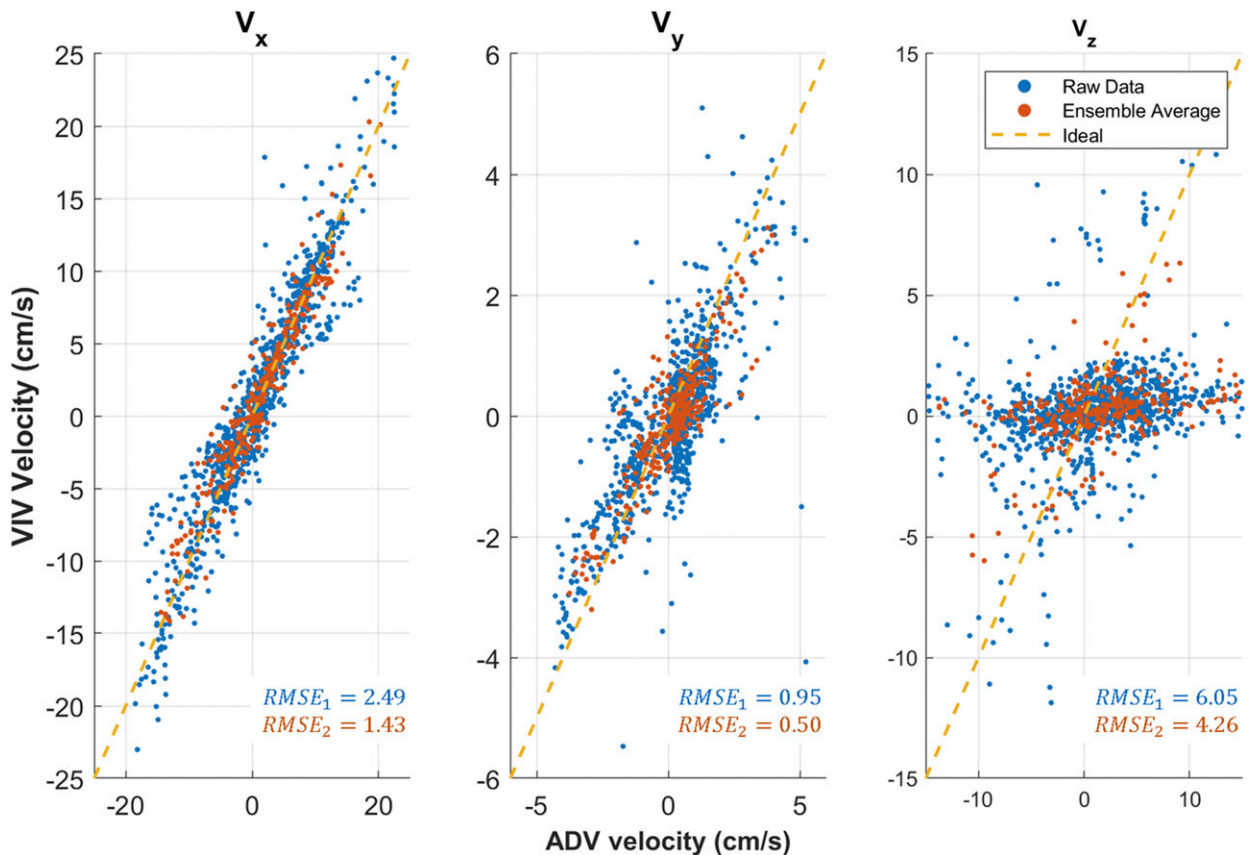 Vx
Vy
Vz
VIV Velocity (cm/s)
25
20
15
10
5
0
-5
-10
-15
-20
-25
-20
0
20
RMSE1 = 2.49
RMSE2 = 1.43
6
4
2
0
-2
-4
-6
-5
0
5
RMSE1 = 0.95
RMSE2 = 0.50
ADV velocity (cm/s)
15
10
5
0
-5
-10
-15
-10
0
10
Raw Data
Ensemble Average
Ideal
RMSE1 = 6.05
RMSE2 = 4.26